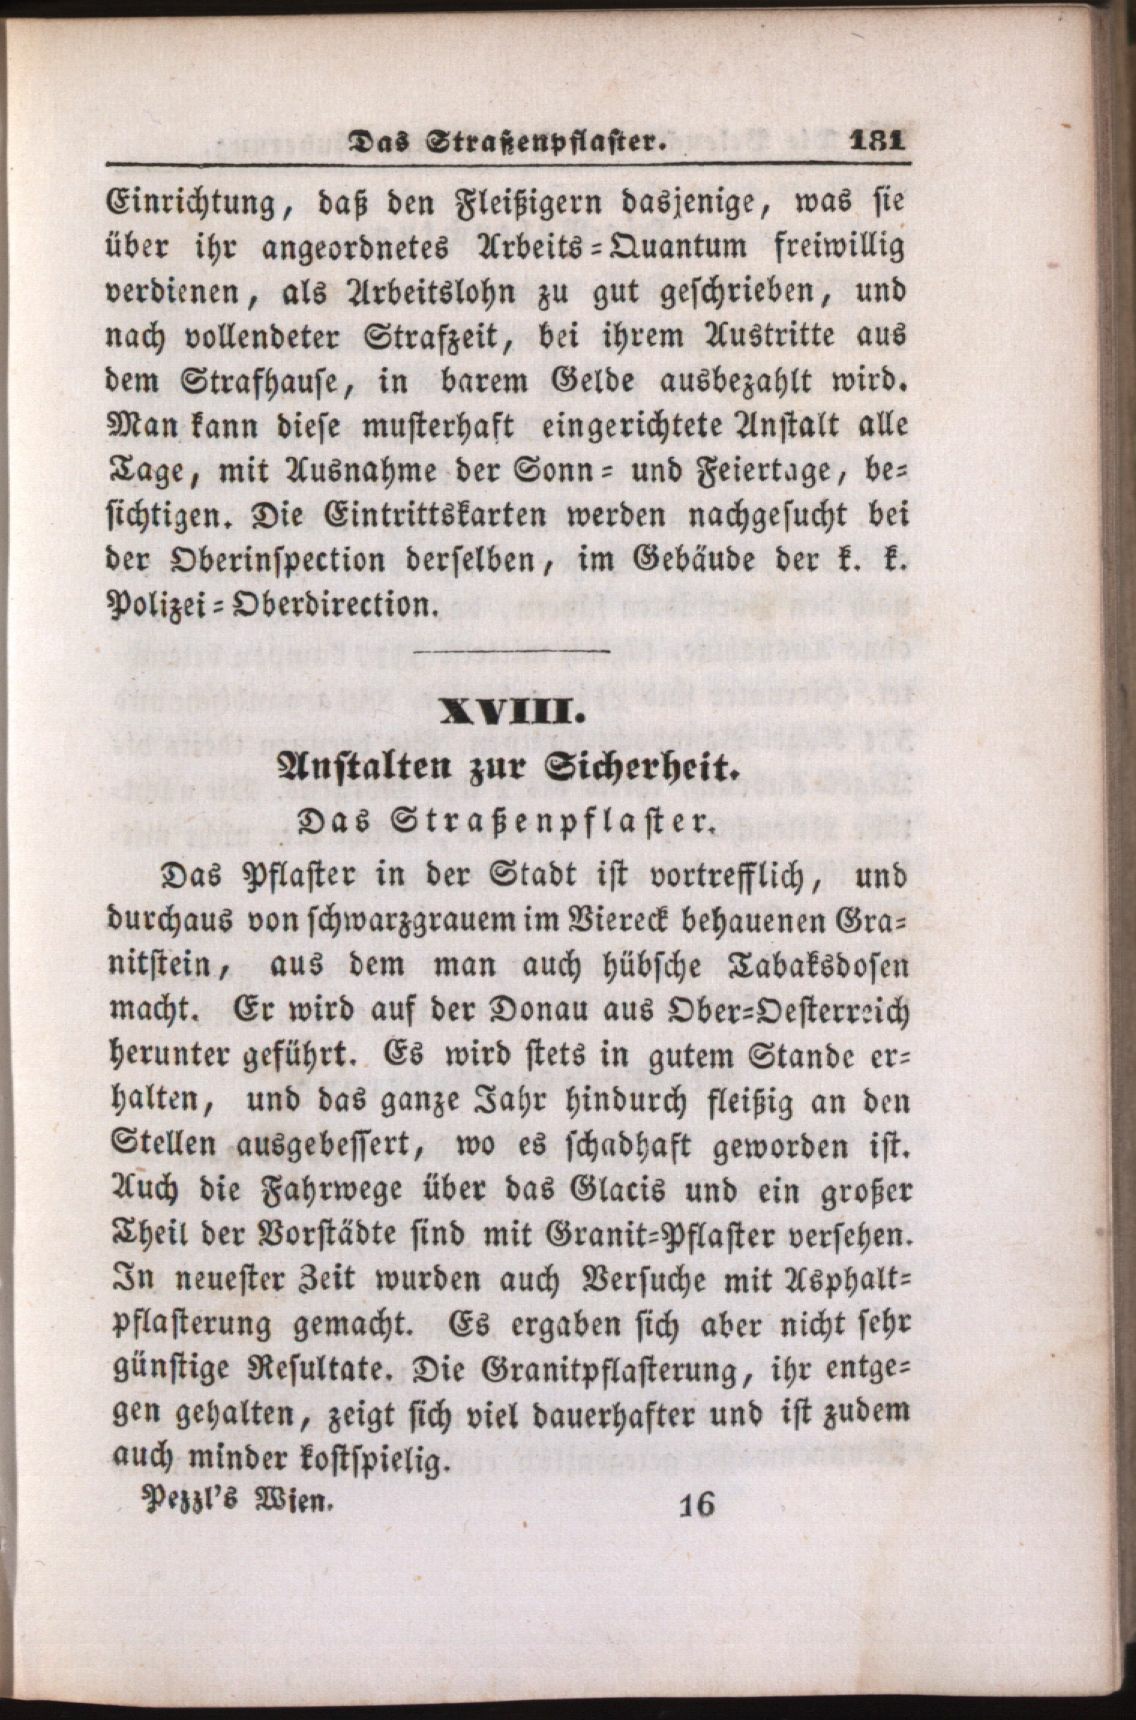 Das Straßenpflaster. 181
Einrichtung, daß den Fleißigern dasjenige, was sie
über ihr angeordnetes Arbeits-Quantum freiwillig
verdienen, als Arbeitslohn zu gut geschrieben, und
nach vollendeter Strafzeit, bei ihrem Austritte aus
dem Strafhause, in barem Gelde ausbezahlt wird.
Man kann diese musterhaft eingerichtete Anstalt alle
Tage, mit Ausnahme der Sonn- und Feiertage, be-
sichtigen. Die Eintrittskarten werden nachgesucht bei
der Oberinspection derselben, im Gebäude der k. k.
Polizei-Oberdirection.
XVIII.
Anstalten zur Sicherheit.
Das Straßenpflaster.
Das Pflaster in der Stadt ist vortrefflich, und
durchaus von schwarzgrauem im Viereck behauenen Gra-
nitstein, aus dem man auch hübsche Tabaksdosen
macht. Er wird auf der Donau aus Ober-Oesterreich
herunter geführt. Es wird stets in gutem Stande er-
halten, und das ganze Jahr hindurch fleißig an den
Stellen ausgebessert, wo es schadhaft geworden ist.
Auch die Fahrwege über das Glacis und ein großer
Theil der Vorstädte sind mit Granit-Pflaster versehen.
In neuester Zeit wurden auch Versuche mit Asphalt-
pflasterung gemacht. Es ergaben sich aber nicht sehr
günstige Resultate. Die Granitpflasterung, ihr entge-
gen gehalten, zeigt sich viel dauerhafter und ist zudem
auch minder kostspielig.
Pezzl's Wien. 16